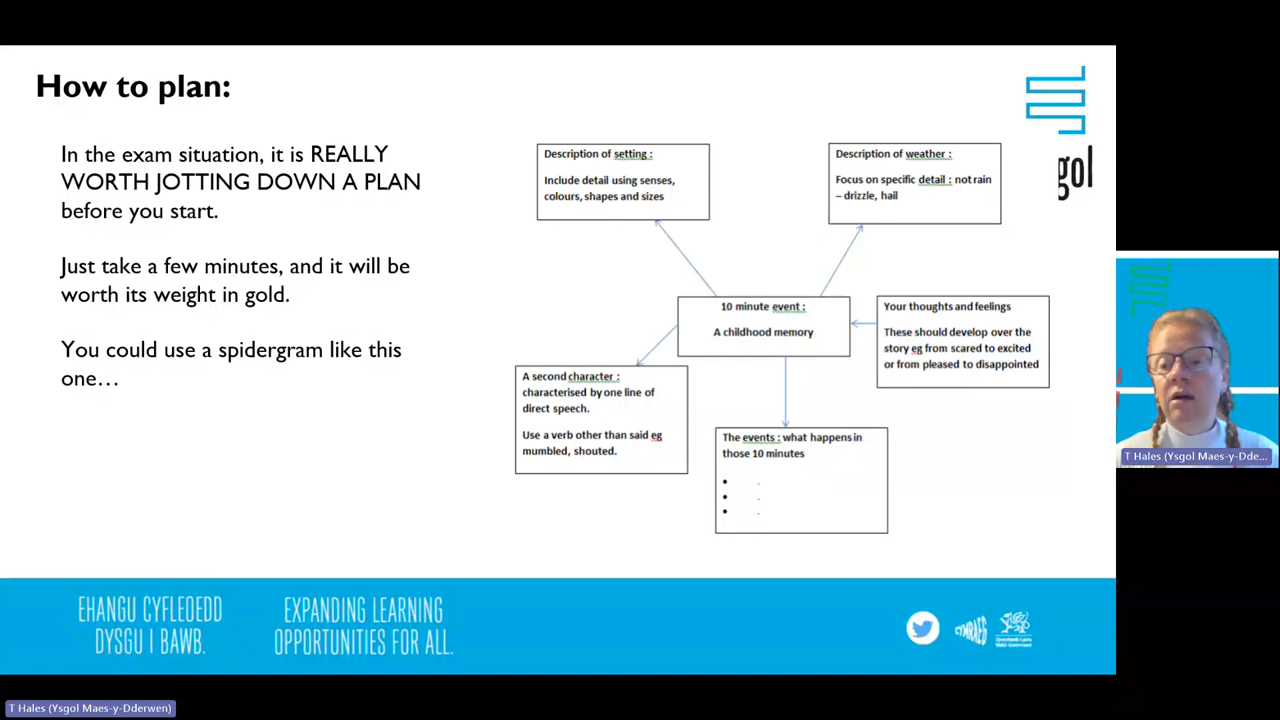 How to plan:
In the exam situation, it is REALLY
WORTH JOTTING DOWN A PLAN
before you start.
Just take a few minutes, and it will be
worth its weight in gold.
You could use a spidergram like this
one…
Description of setting :
Include detail using senses,
colours, shapes and sizes
Description of weather :
Focus on specific detail : not rain
– drizzle, hail
10 minute event :
A childhood memory
Your thoughts and feelings
These should develop over the
story eg from scared to excited
or from pleased to disappointed
A second character :
characterised by one line of
direct speech.
Use a verb other than said eg
mumbled, shouted.
The events : what happens in
those 10 minutes
gol
T Hales (Ysgol Maes-y-Dde...
EHANGU CYFLEOEDD
DYSGU I BAWB.
EXPANDING LEARNING
OPPORTUNITIES FOR ALL.
CYMRAEG
Welsh Government
T Hales (Ysgol Maes-y-Derwen)